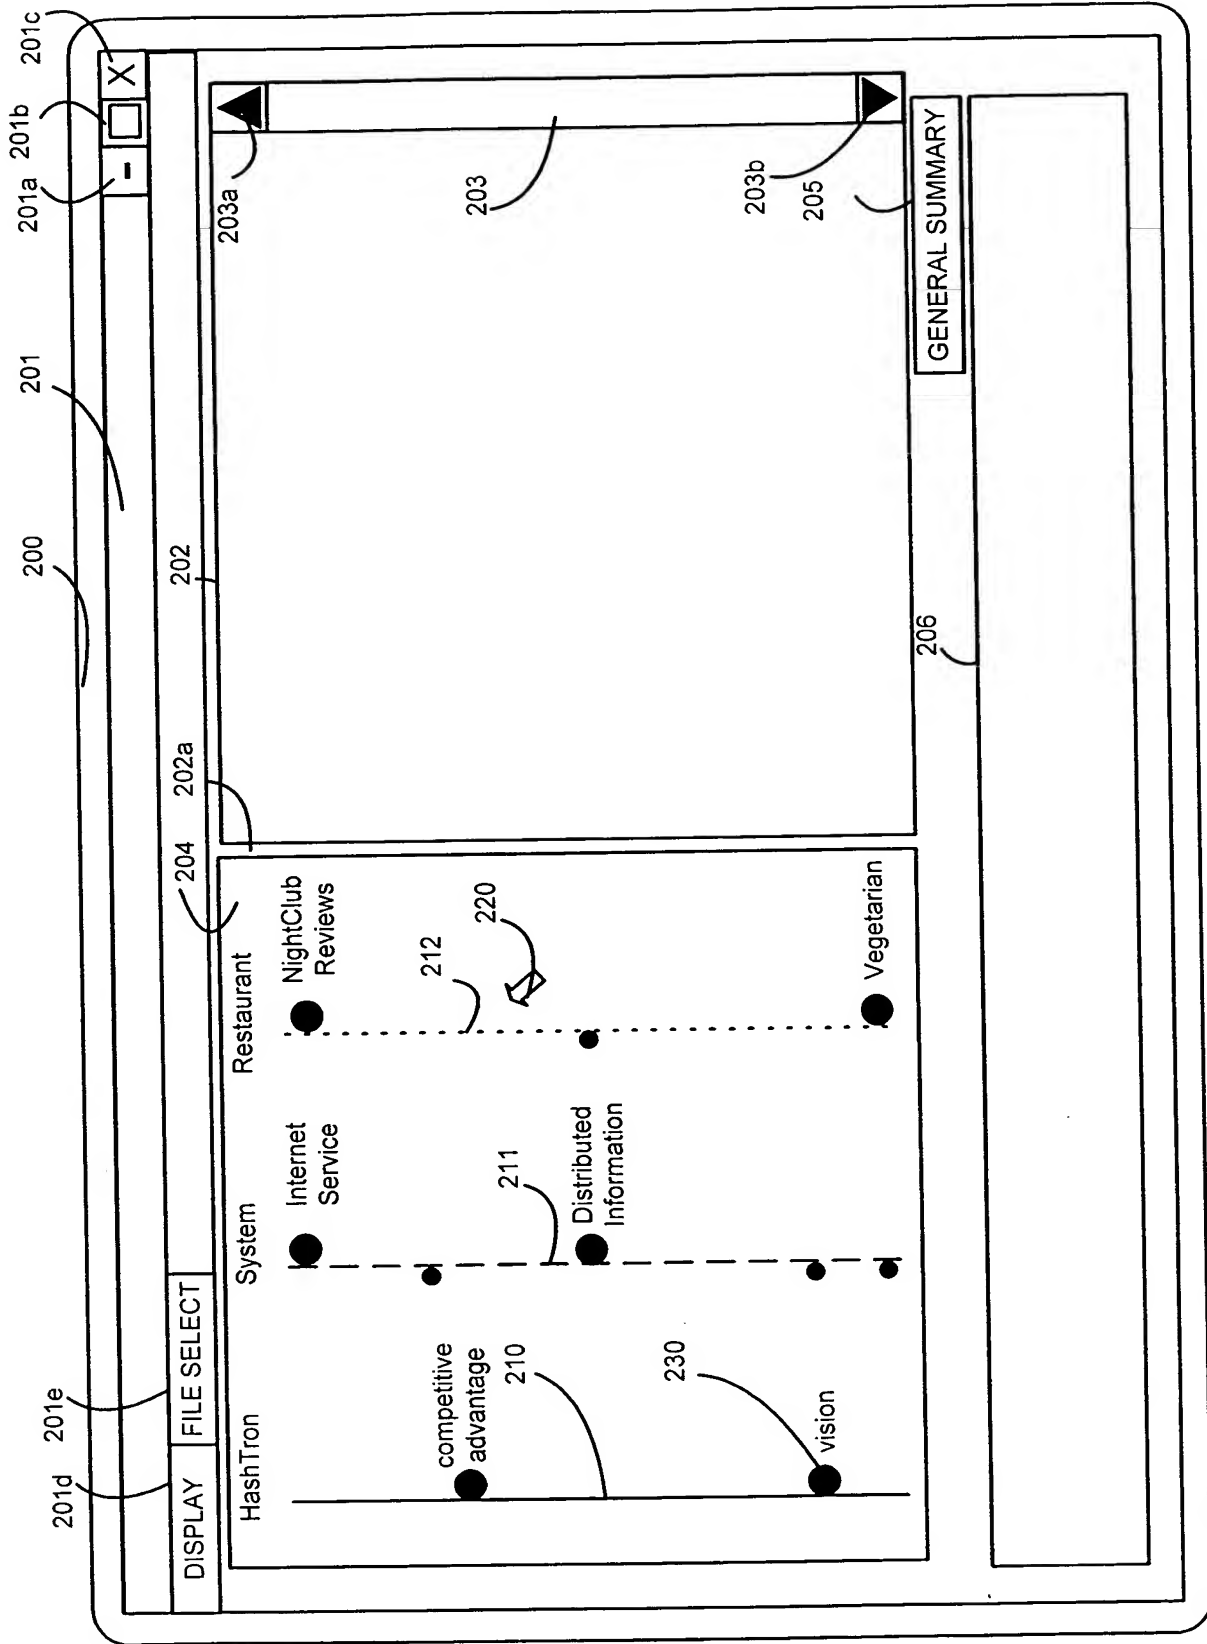 200
201
201a
201b
201c
201d
DISPLAY
201e
FILE SELECT
204
202a
202
HashTron
System
Restaurant
203a
competitive
advantage
210
230
vision
Internet
Service
211
Distributed
Information
NightClub
Reviews
212
220
Vegetarian
203
203b
205
GENERAL SUMMARY
206